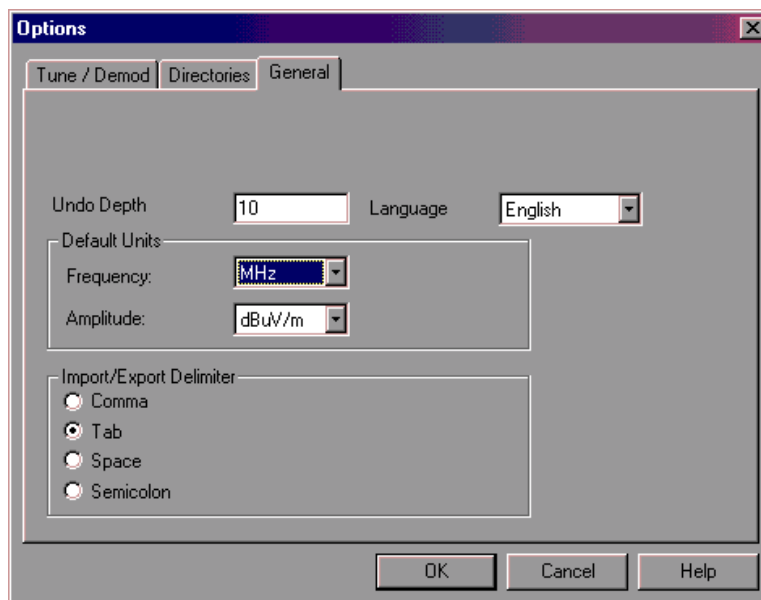 Options
Tune / Demod Directories General
Undo Depth 10 Language English
Default Units
Frequency: MHz
Amplitude: dBuV/m
Import/Export Delimiter
Comma
Tab
Space
Semicolon
OK Cancel Help